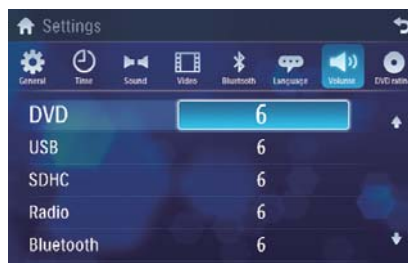 Settings
General Time Sound Video Bluetooth Language Volume DVD ratin
DVD 6
USB 6
SDHC 6
Radio 6
Bluetooth 6